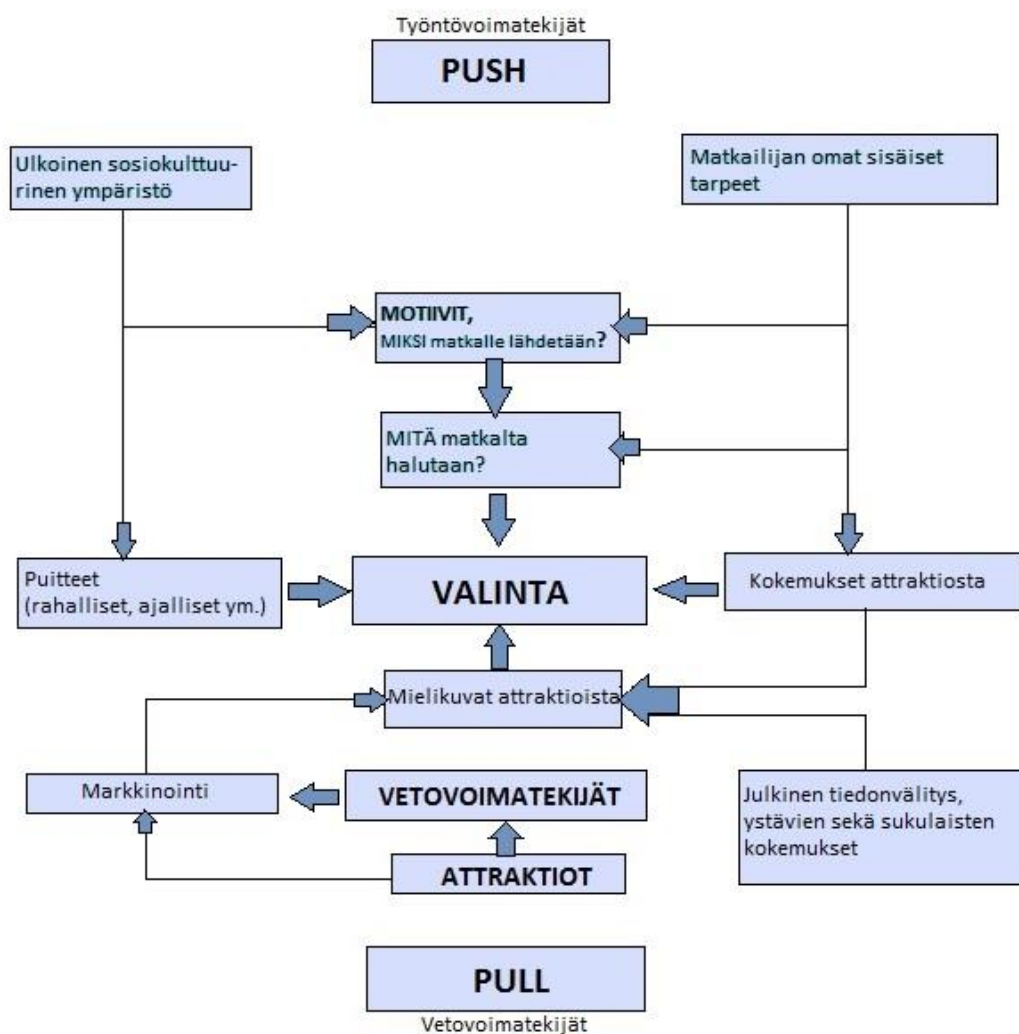 Työntövoimatekijät
PUSH
Ulkoinen sosiokulttuu-
rinen ympäristö
Matkailijan omat sisäiset
tarpeet
MOTIIVIT,
MIKSI matkalle lähdetään?
MITÄ matkalta
halutaan?
Puitteet
(rahalliset, ajalliset ym.)
VALINTA
Kokemukset attraktiosta
Mielikuvat attraktioista
Markkinointi
VETOVOIMATEKIJÄT
Julkinen tiedonvälitys,
ystävien sekä sukulaisten
kokemukset
ATTRAKTIOT
PULL
Vetovoimatekijät